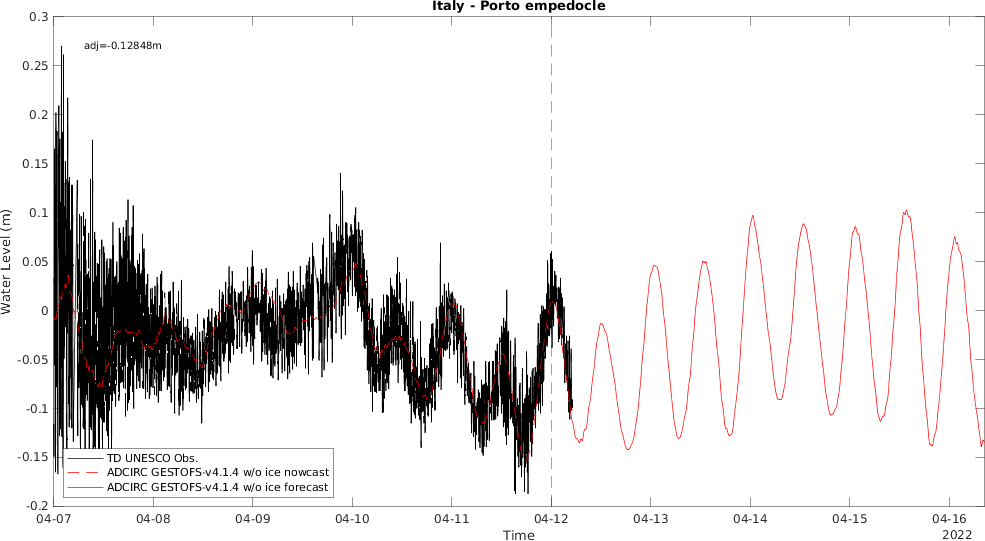 Italy - Porto empedocle
adj=-0.12848m
0.3
0.25
0.2
0.15
0.1
0.05
0
-0.05
-0.1
-0.15
-0.2
Water Level (m)
TD UNESCO Obs.
ADCIRC GESTOFS-v4.1.4 w/o ice nowcast
ADCIRC GESTOFS-v4.1.4 w/o ice forecast
04-07 04-08 04-09 04-10 04-11 04-12 04-13 04-14 04-15 04-16
Time
2022